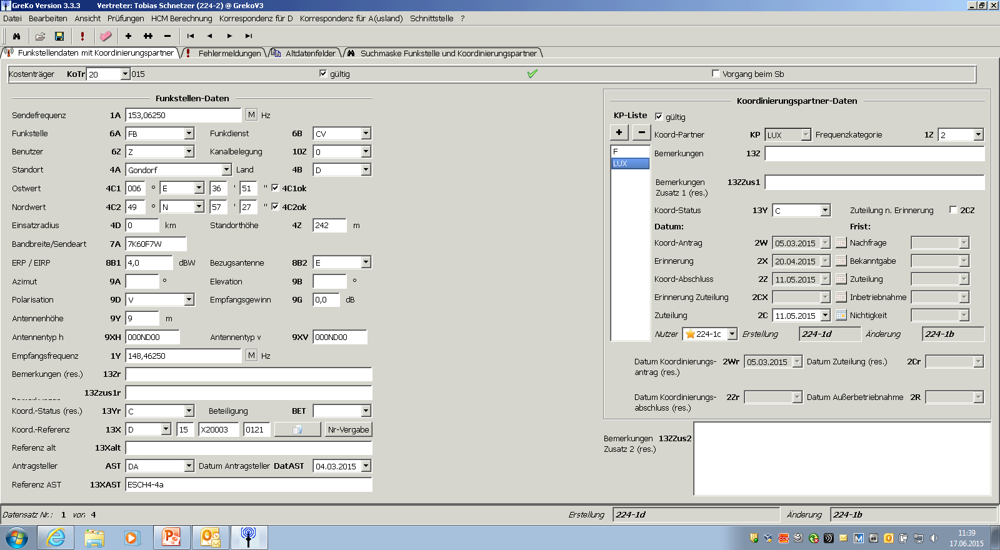 GreKo Version 3.3.3 Vertreter: Tobias Schnetzer (224-2) @ GrekoV3
Datei Bearbeiten Ansicht Prüfungen HCM Berechnung Korrespondenz für D Korrespondenz für A(usland) Schnittstelle ?
Funkstellendaten mit Koordinierungspartner Fehlermeldungen Altdatenfelder Suchmaske Funkstelle und Koordinierungspartner
Kostenträger KoTr 20 015 gültig Vorgang beim Sb
Funkstellen-Daten
Sendefrequenz 1A 153,06250 M Hz
Funkstelle 6A FB Funkdienst 6B CV
Benutzer 6Z Z Kanalbelegung 10Z 0
Standort 4A Gondorf Land 4B D
Ostwert 4C1 006 ° E 36 ' 51 " 4C1ok
Nordwert 4C2 49 ° N 57 ' 27 " 4C2ok
Einsatzradius 4D 0 km Standorthöhe 4Z 242 m
Bandbreite/Sendeart 7A 7K60F7W
ERP / EIRP 8B1 4,0 dBW Bezugsantenne 8B2 E
Azimut 9A ° Elevation 9B °
Polarisation 9D V Empfangsgewinn 9G 0,0 dB
Antennenhöhe 9Y 9 m
Antennentyp h 9XH 000ND00 Antennentyp v 9XV 000ND00
Empfangsfrequenz 1Y 148,46250 M Hz
Bemerkungen (res.) 13Zr
13Zzus1r
Koord.-Status (res.) 13Yr C Beteiligung BET
Koord.-Referenz 13X D 15 X20003 0121 Nr-Vergabe
Referenz alt 13Xalt
Antragsteller AST DA Datum Antragsteller DatAST 04.03.2015
Referenz AST 13XAST ESCH4-4a
Koordinierungspartner-Daten
KP-Liste gültig
+ − Koord-Partner KP LUX Frequenzkategorie 1Z 2
F
LUX
Bemerkungen 13Z
Bemerkungen 13ZZus1
Zusatz 1 (res.)
Koord-Status 13Y C Zuteilung n. Erinnerung 2CZ
Datum: Frist:
Koord-Antrag 2W 05.03.2015 Nachfrage
Erinnerung 2X 20.04.2015 Bekanntgabe
Koord-Abschluss 2Z 11.05.2015 Zuteilung
Erinnerung Zuteilung 2CX Inbetriebnahme
Zuteilung 2C 11.05.2015 Nichtigkeit
Nutzer 224-1c Erstellung 224-1d Änderung 224-1b
Datum Koordinierungs- 2Wr 05.03.2015 Datum Zuteilung (res.) 2Cr
antrag (res.)
Datum Koordinierungs- 2Zr Datum Außerbetriebnahme 2R
abschluss (res.)
Bemerkungen 13ZZus2
Zusatz 2 (res.)
Datensatz Nr.: 1 von 4 Erstellung 224-1d Änderung 224-1b
11:39
17.06.2015